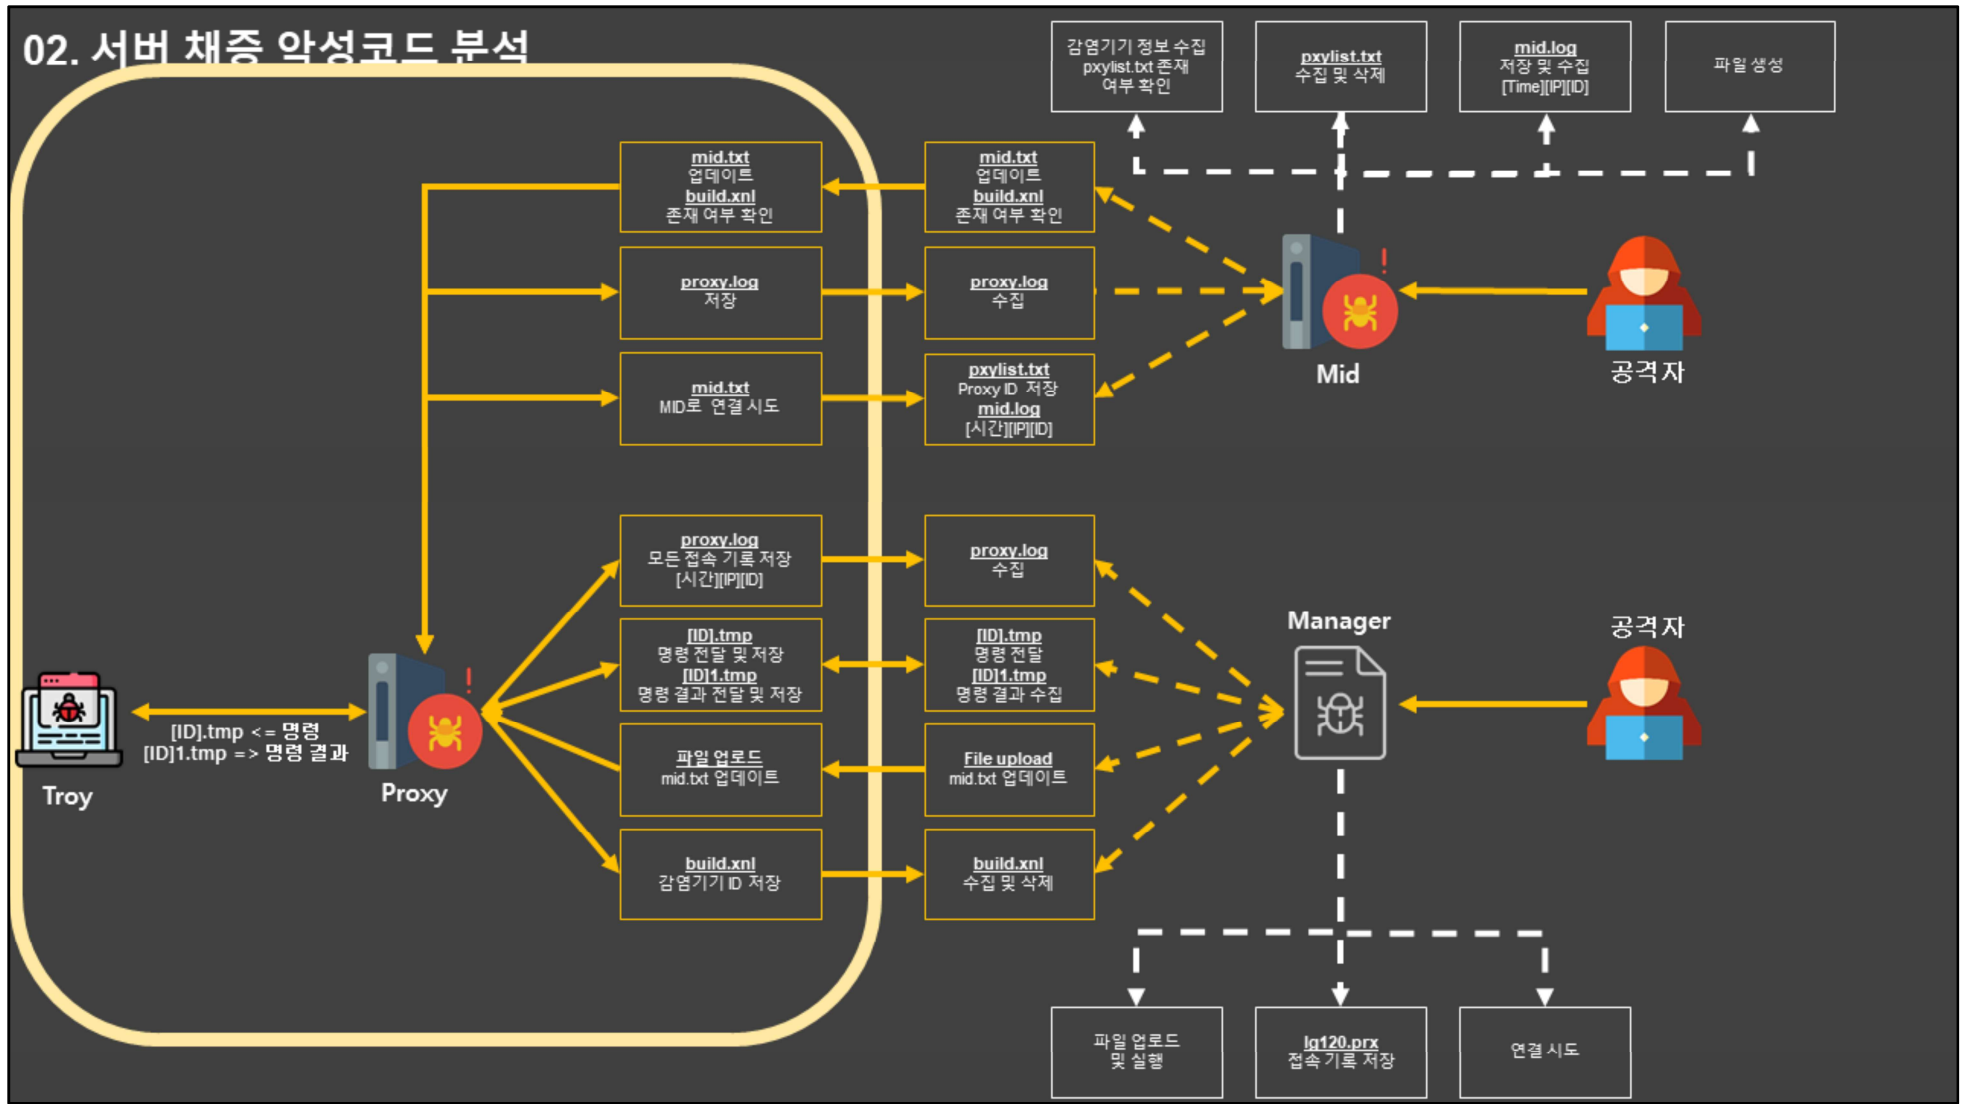 02. 서버 채증 악성코드 분석
감염기기 정보 수집
pxylist.txt 존재
여부 확인
pxylist.txt
수집 및 삭제
mid.log
저장 및 수집
[Time][IP][ID]
파일 생성
mid.txt
업데이트
build.xnl
존재 여부 확인
mid.txt
업데이트
build.xnl
존재 여부 확인
proxy.log
저장
proxy.log
수집
mid.txt
MID로 연결 시도
pxylist.txt
Proxy ID 저장
mid.log
[시간][IP][ID]
Mid
공격자
proxy.log
모든 접속 기록 저장
[시간][IP][ID]
proxy.log
수집
[ID].tmp
명령 전달 및 저장
[ID]1.tmp
명령 결과 전달 및 저장
[ID].tmp
명령 전달
[ID]1.tmp
명령 결과 수집
Manager
공격자
[ID].tmp <= 명령
[ID]1.tmp => 명령 결과
Troy
Proxy
파일 업로드
mid.txt 업데이트
File upload
mid.txt 업데이트
build.xnl
감염기기 ID 저장
build.xnl
수집 및 삭제
파일 업로드
및 실행
lg120.prx
접속 기록 저장
연결 시도